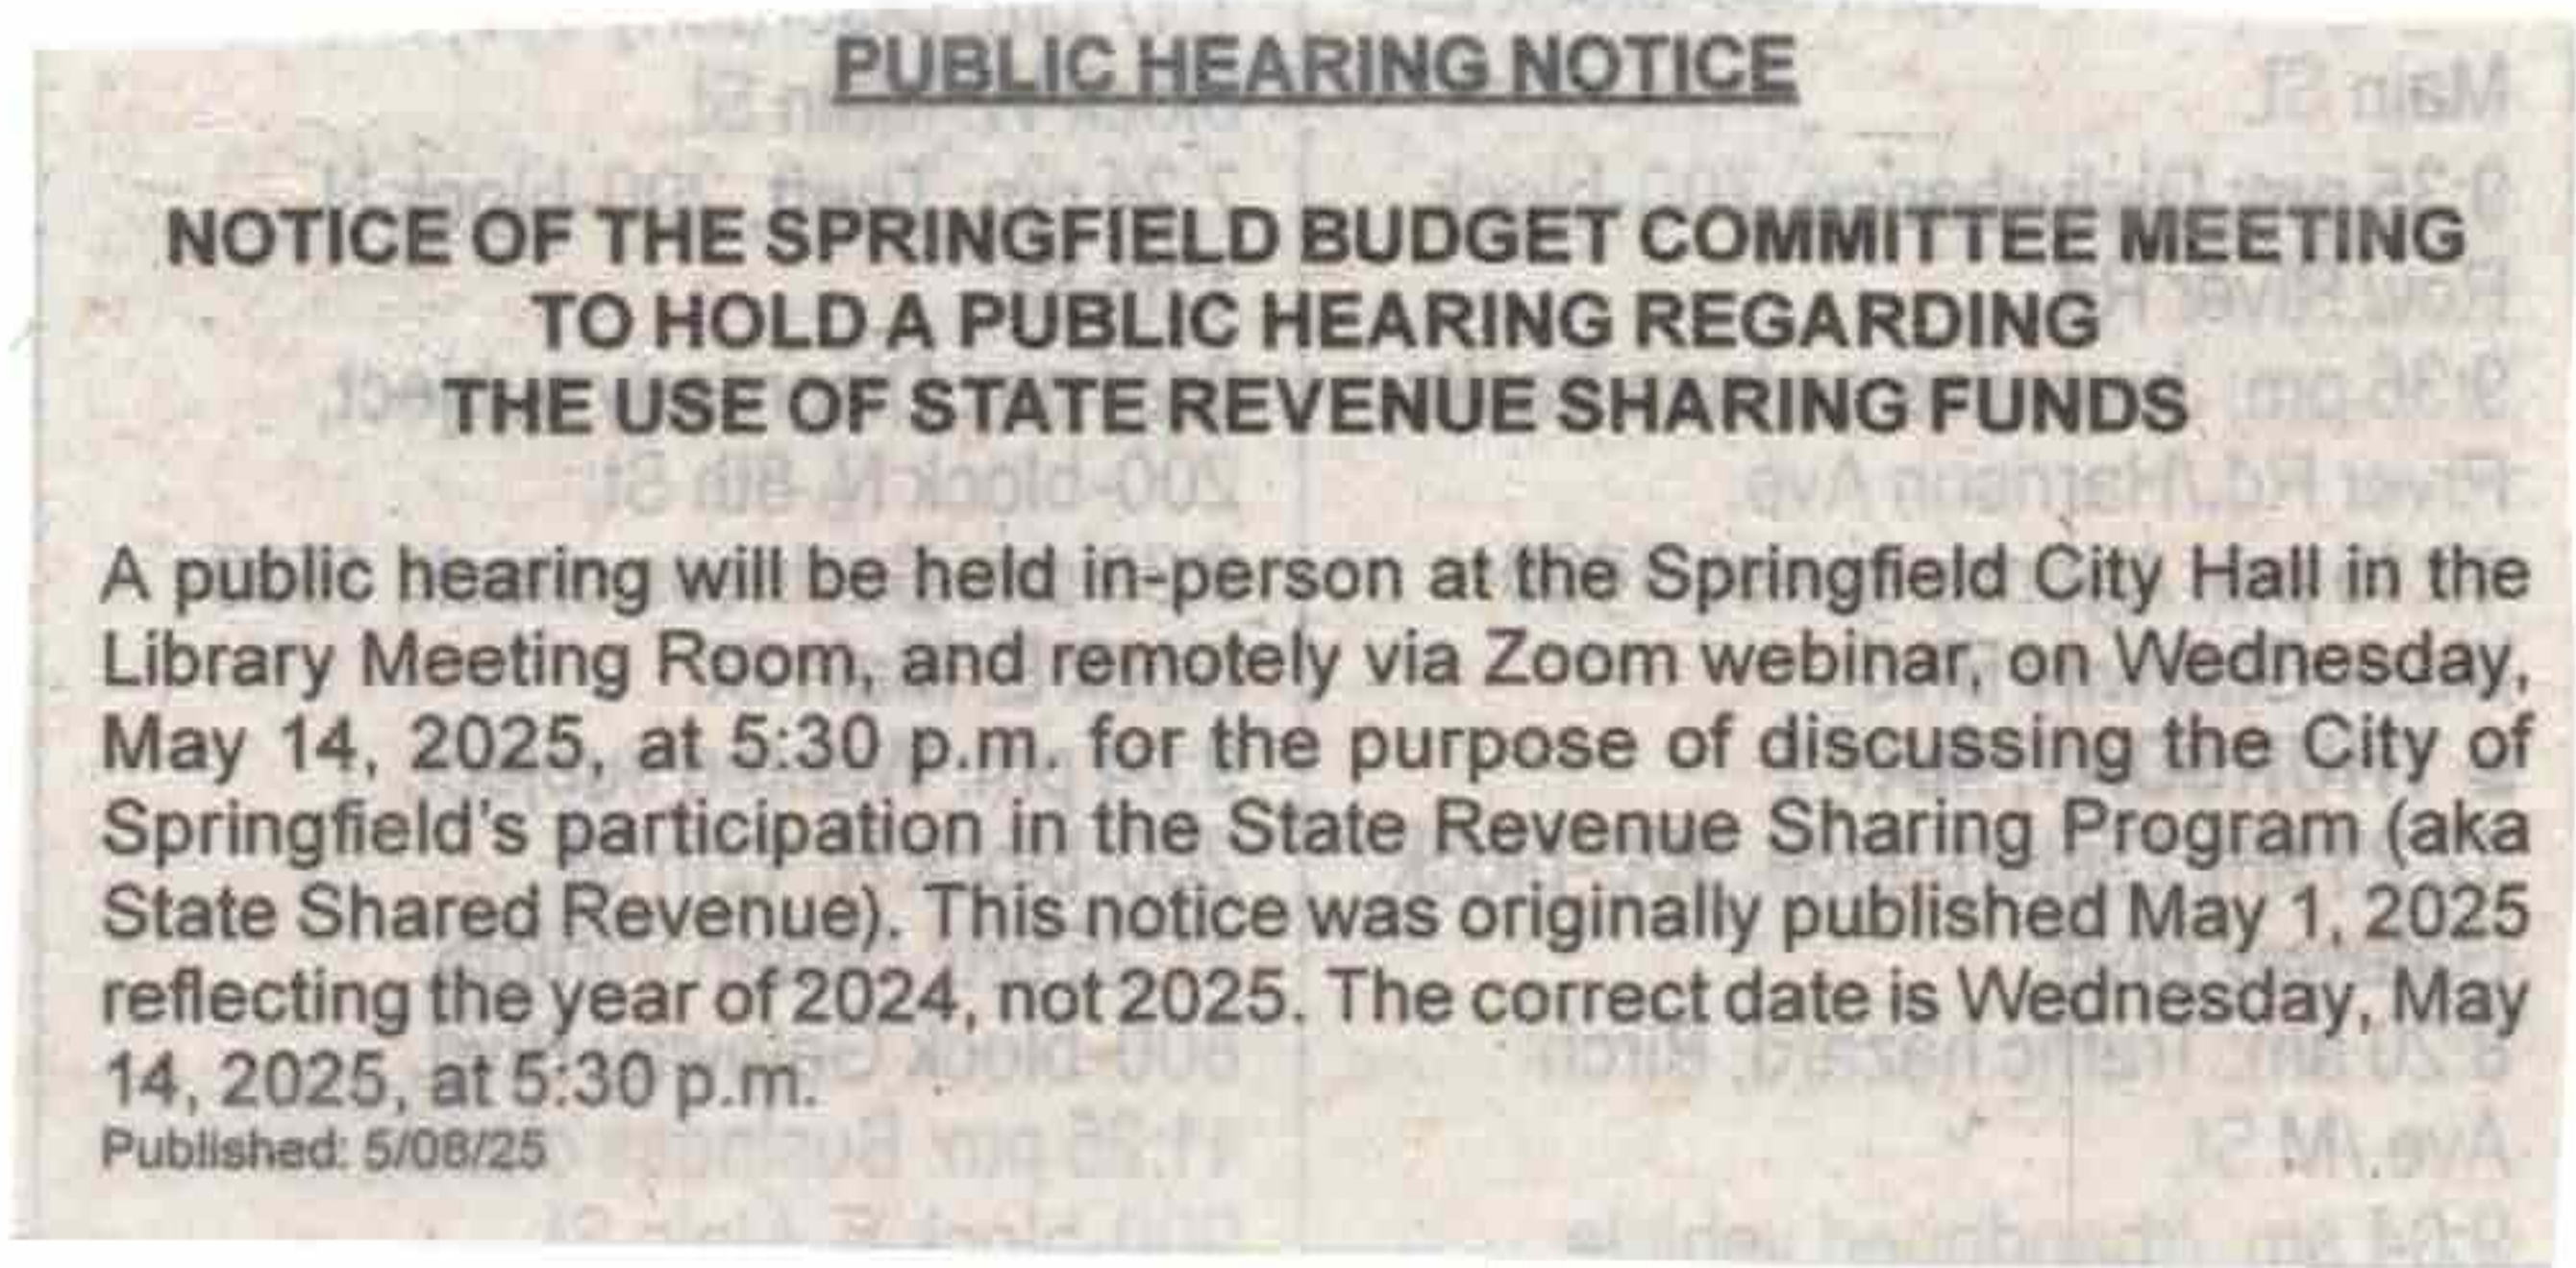 PUBLIC HEARING NOTICE
NOTICE OF THE SPRINGFIELD BUDGET COMMITTEE MEETING
TO HOLD A PUBLIC HEARING REGARDING
THE USE OF STATE REVENUE SHARING FUNDS
A public hearing will be held in-person at the Springfield City Hall in the
Library Meeting Room, and remotely via Zoom webinar, on Wednesday,
May 14, 2025, at 5:30 p.m. for the purpose of discussing the City of
Springfield's participation in the State Revenue Sharing Program (aka
State Shared Revenue). This notice was originally published May 1, 2025
reflecting the year of 2024, not 2025. The correct date is Wednesday, May
14, 2025, at 5:30 p.m.
Published: 5/08/25